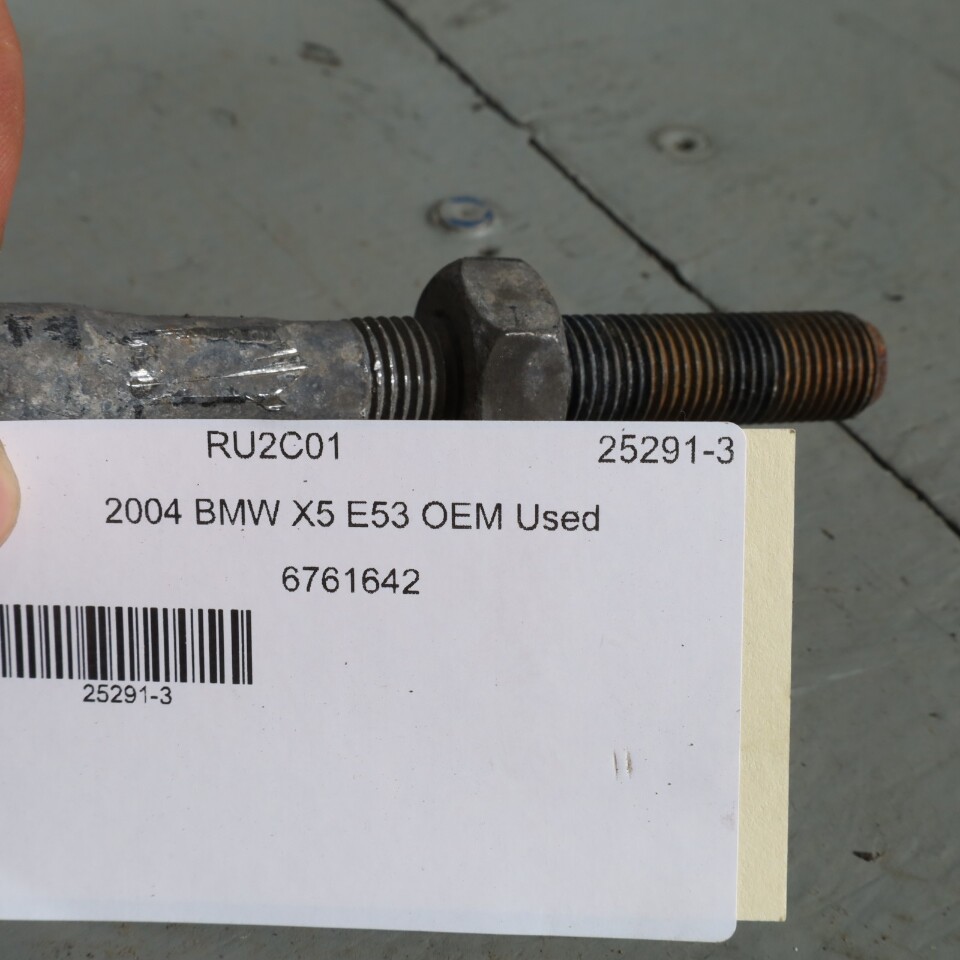 RU2C01 25291-3
2004 BMW X5 E53 OEM Used
6761642
25291-3